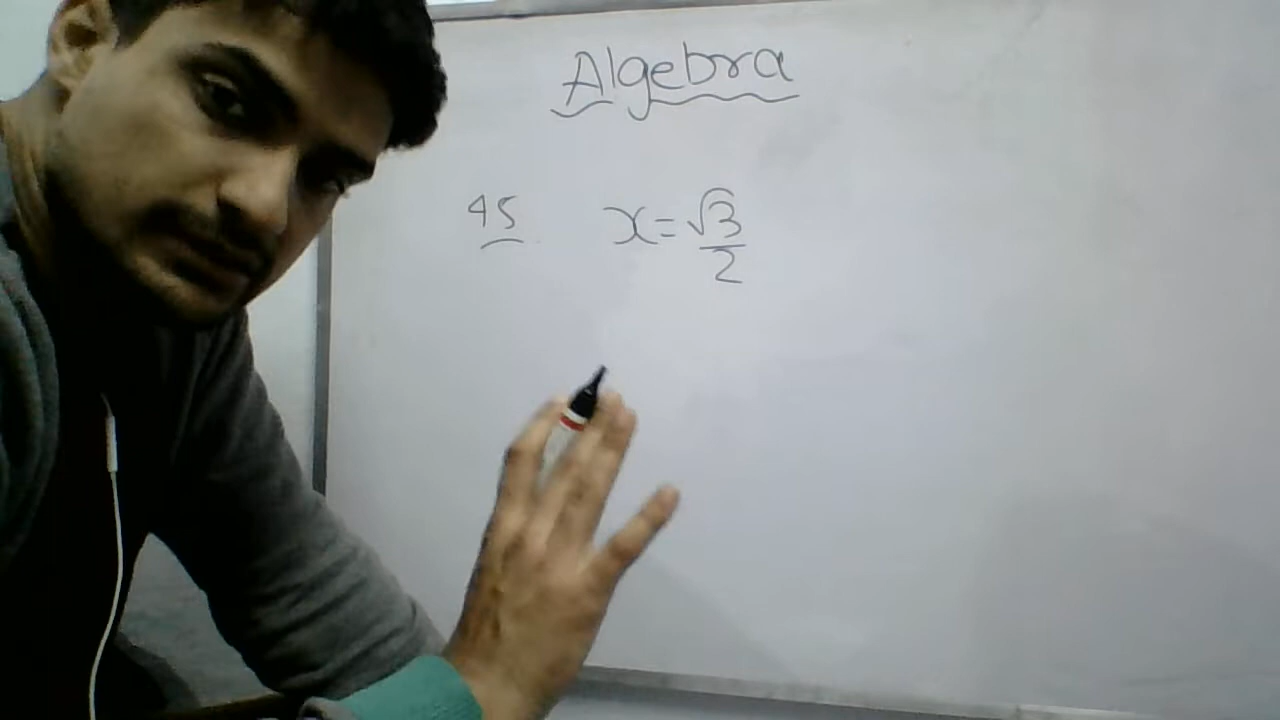 Algebra
45 x = √3/2